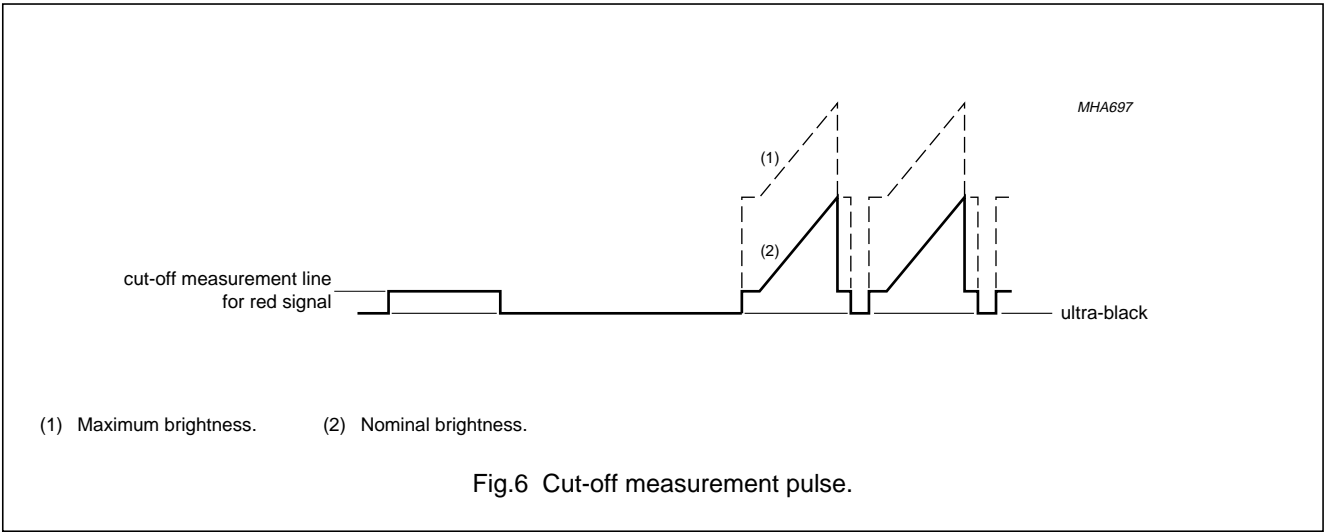 MHA697
(1)
(2)
cut-off measurement line
for red signal
ultra-black
(1) Maximum brightness.
(2) Nominal brightness.
Fig.6 Cut-off measurement pulse.